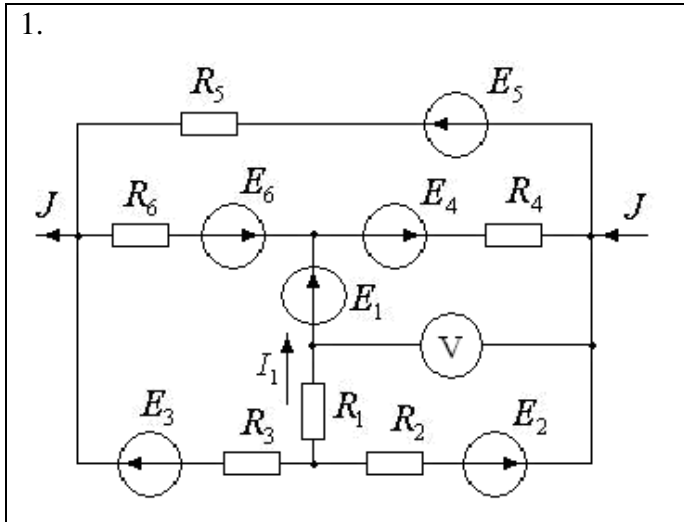 1.
R₅ E₅
J R₆ E₆ E₄ R₄ J
E₁
V
I₁
E₃ R₃ R₁ R₂ E₂